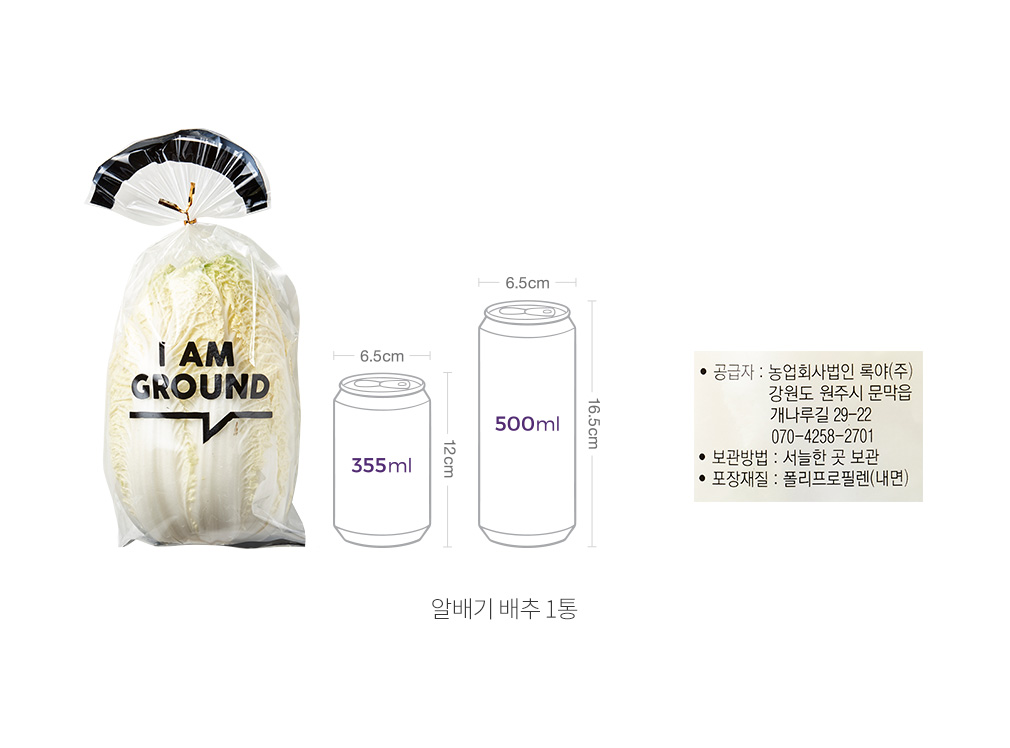 I AM
GROUND
6.5cm
355ml
12cm
6.5cm
500ml
16.5cm
• 공급자 : 농업회사법인 록야(주)
강원도 원주시 문막읍
개나루길 29-22
070-4258-2701
• 보관방법 : 서늘한 곳 보관
• 포장재질 : 폴리프로필렌(내면)
알배기 배추 1통